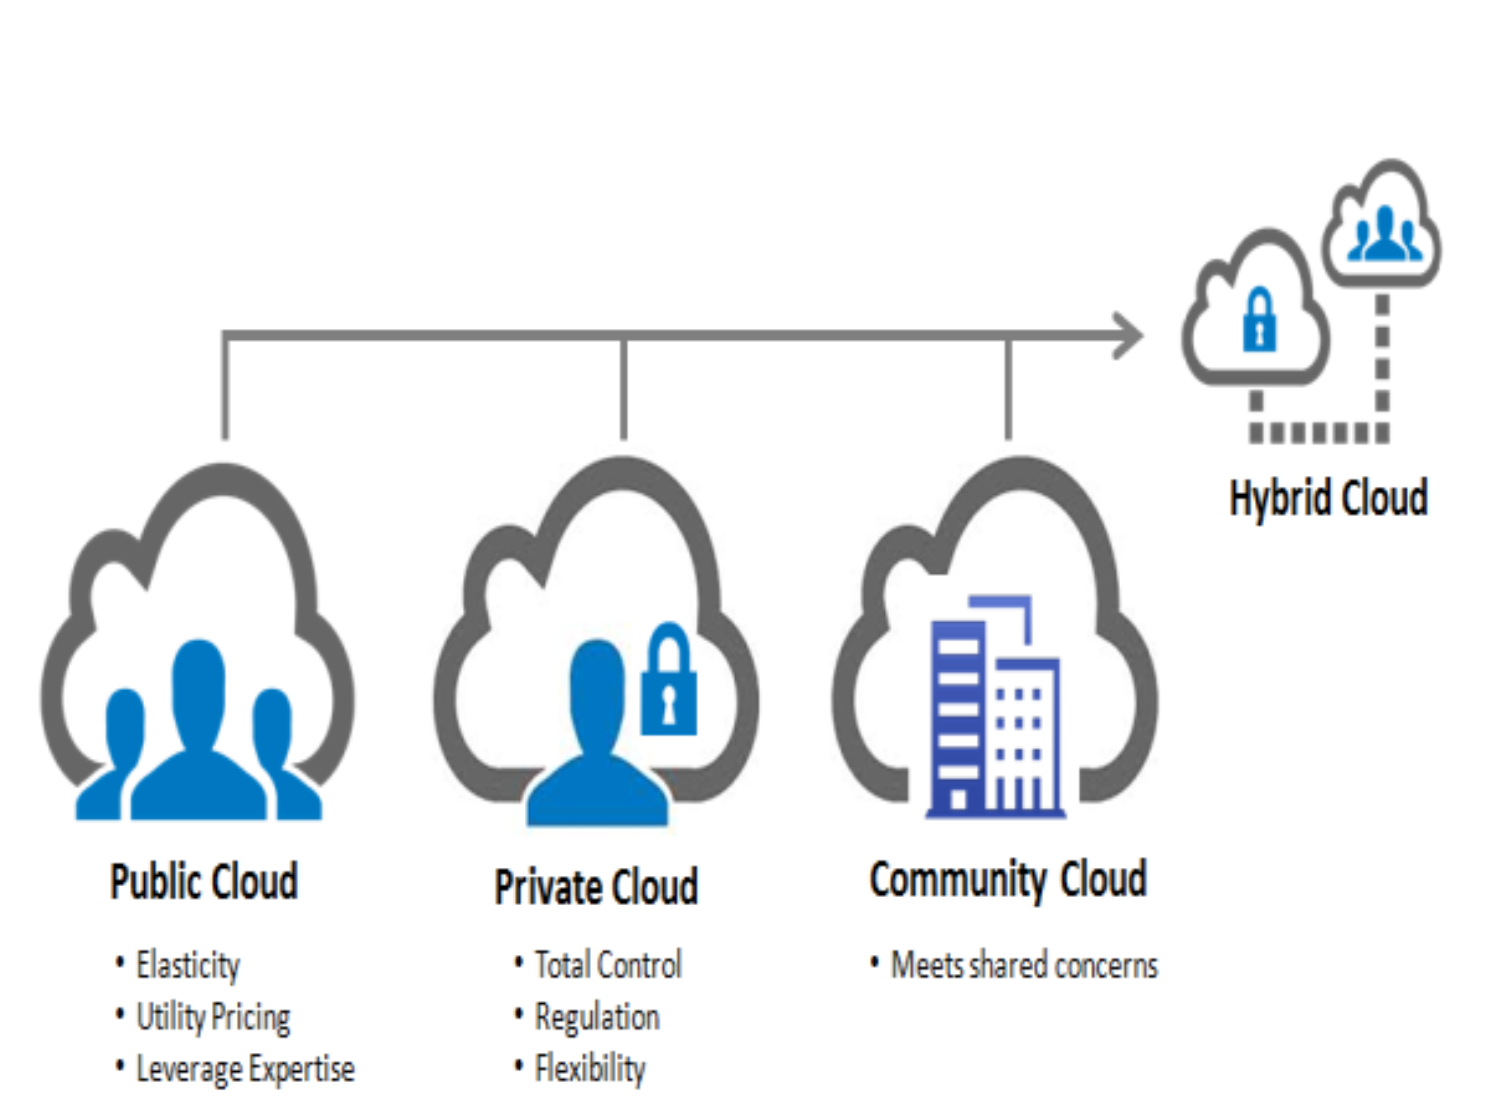 Hybrid Cloud
Public Cloud
• Elasticity
• Utility Pricing
• Leverage Expertise
Private Cloud
• Total Control
• Regulation
• Flexibility
Community Cloud
• Meets shared concerns